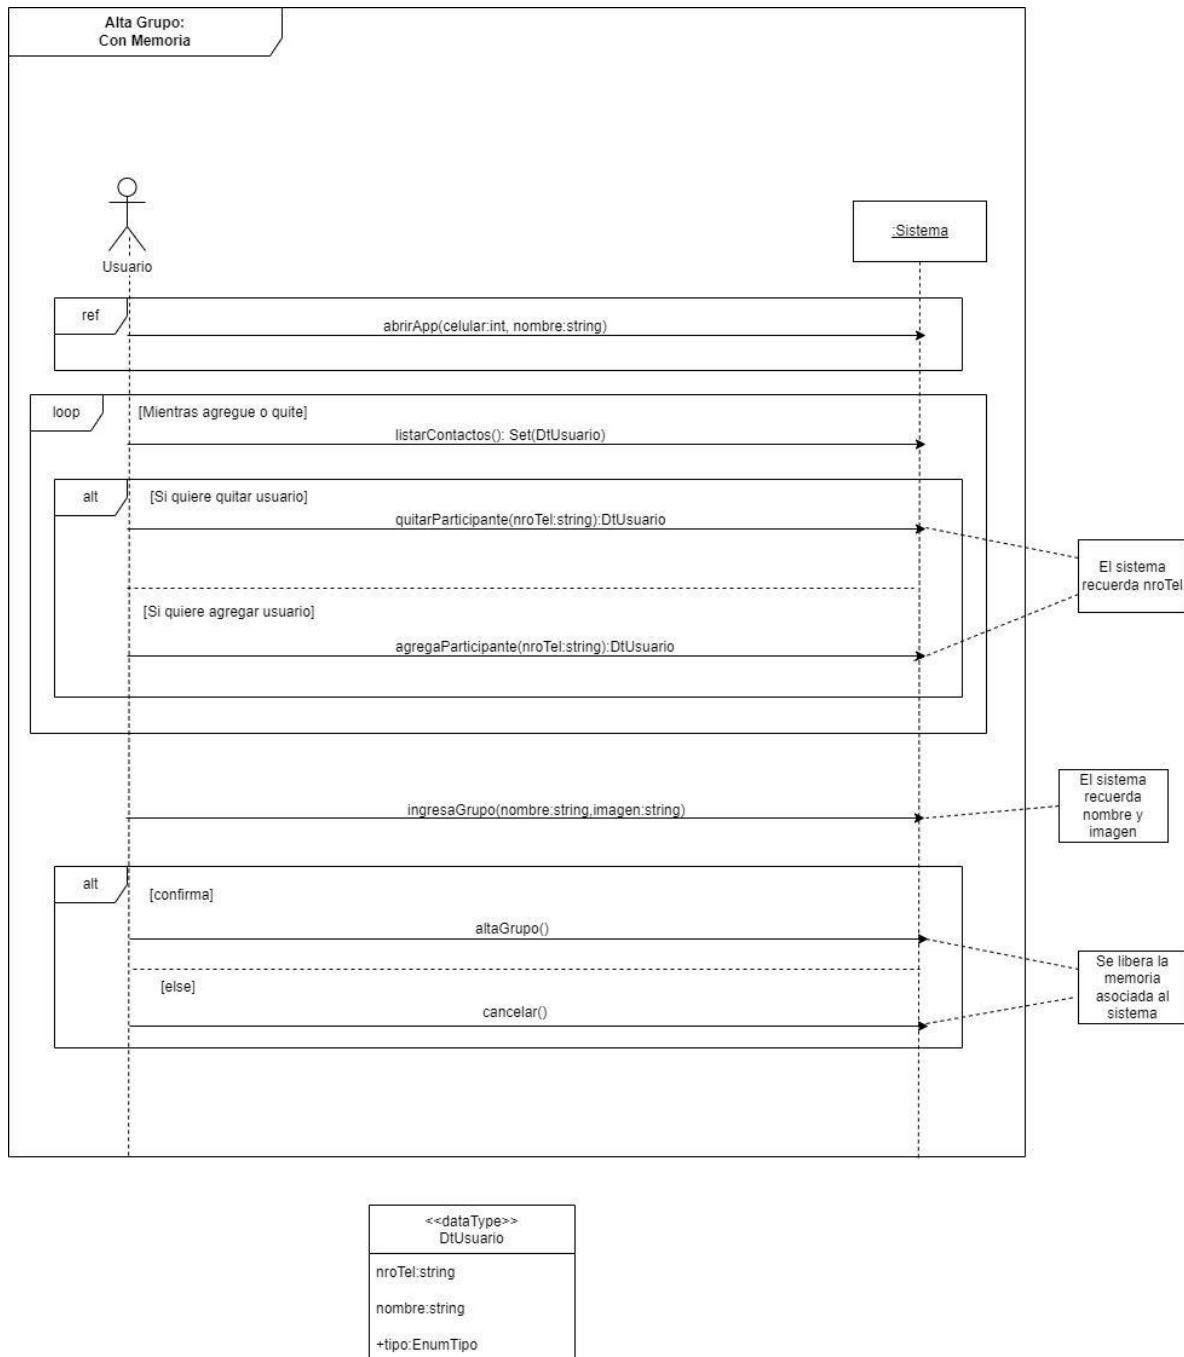 Alta Grupo:
Con Memoria
Usuario
:Sistema
ref
abrirApp(celular:int, nombre:string)
loop
[Mientras agregue o quite]
listarContactos(): Set(DtUsuario)
alt
[Si quiere quitar usuario]
quitarParticipante(nroTel:string):DtUsuario
El sistema
recuerda nroTel
[Si quiere agregar usuario]
agregaParticipante(nroTel:string):DtUsuario
ingresaGrupo(nombre:string,imagen:string)
El sistema
recuerda
nombre y
imagen
alt
[confirma]
altaGrupo()
[else]
cancelar()
Se libera la
memoria
asociada al
sistema
<<dataType>>
DtUsuario
nroTel:string
nombre:string
+tipo:EnumTipo